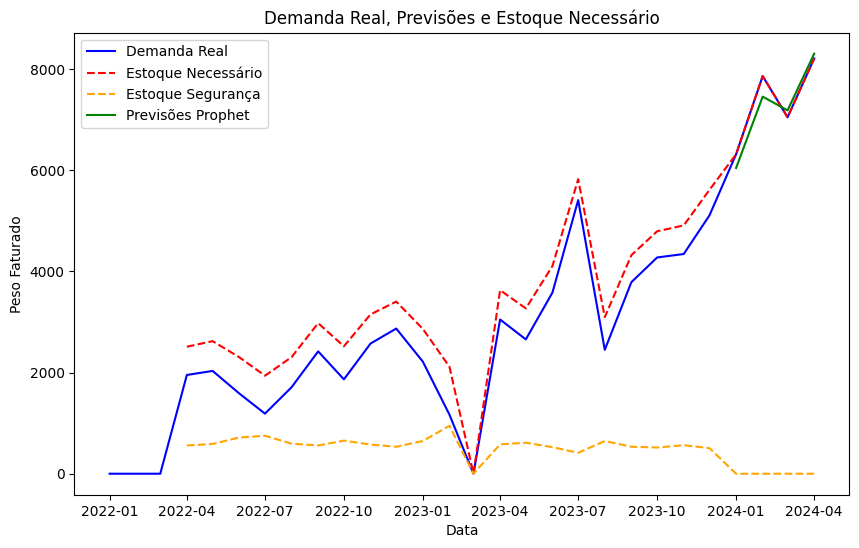 Demanda Real, Previsões e Estoque Necessário
Demanda Real
Estoque Necessário
Estoque Segurança
Previsões Prophet
Peso Faturado
8000
6000
4000
2000
0
2022-01
2022-04
2022-07
2022-10
2023-01
2023-04
2023-07
2023-10
2024-01
2024-04
Data